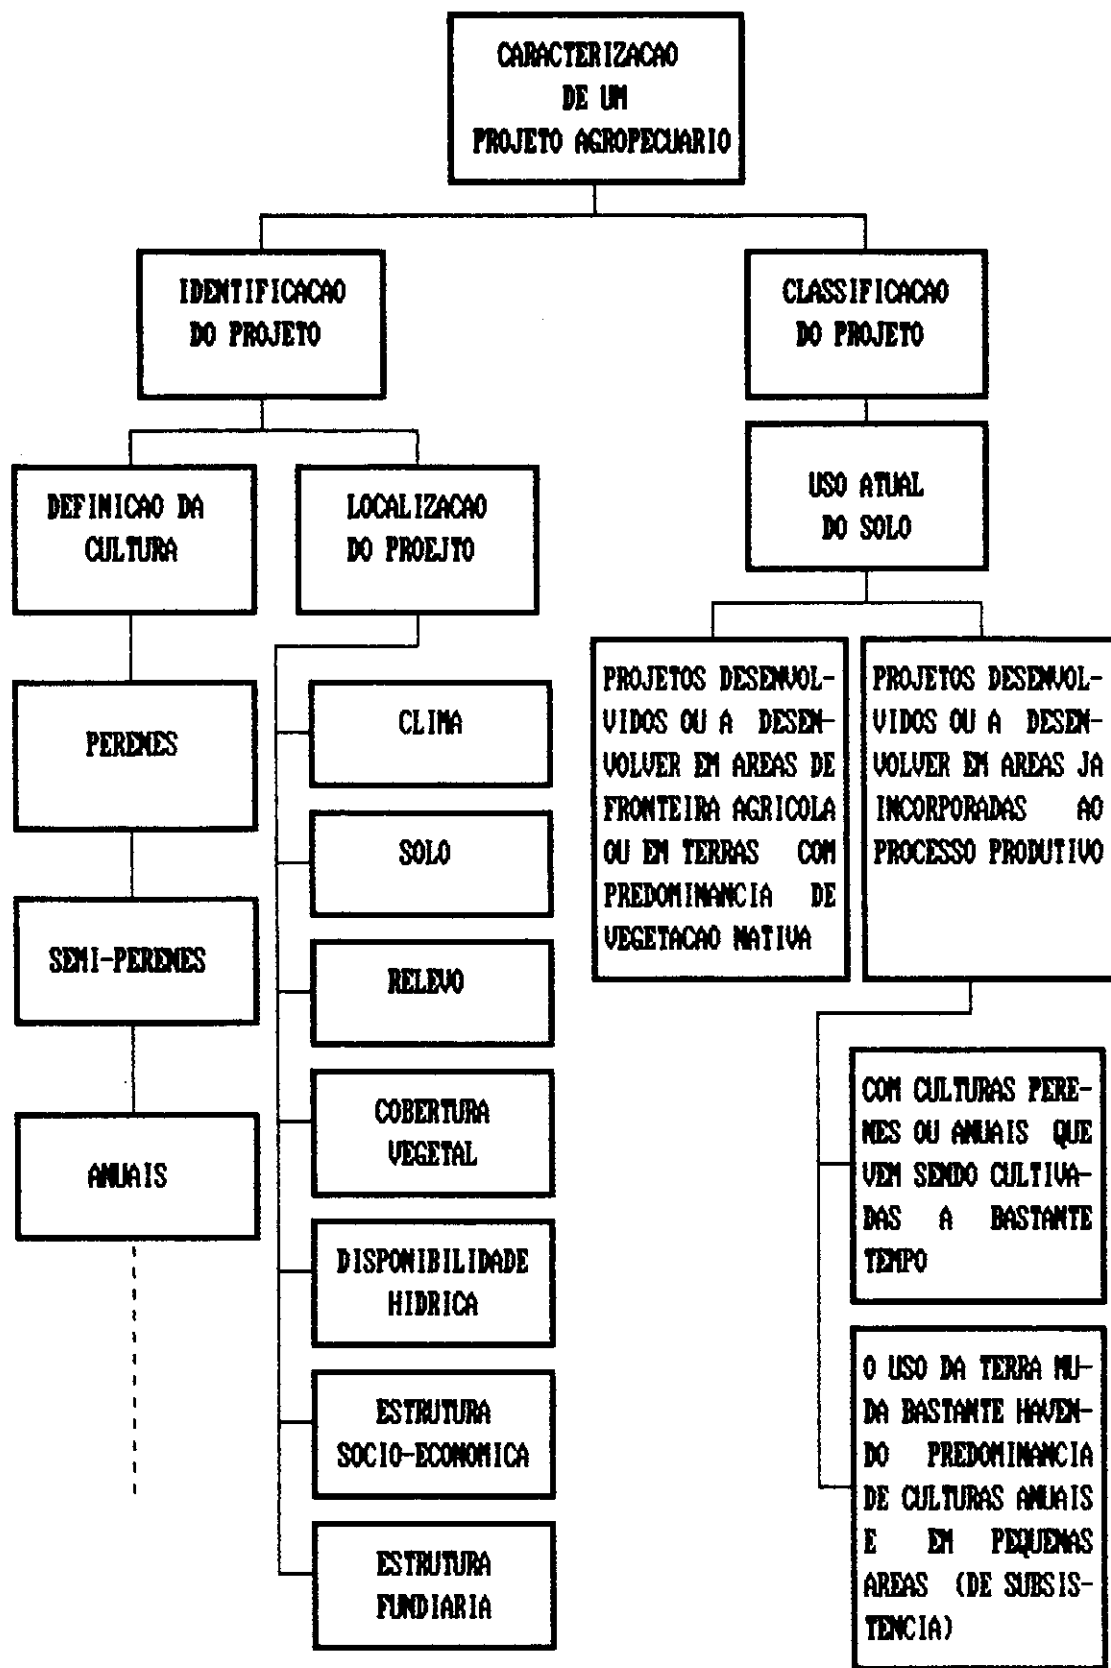 CARACTERIZACAO
DE UM
PROJETO AGROPECUARIO
IDENTIFICACAO
DO PROJETO
CLASSIFICACAO
DO PROJETO
DEFINICAO DA
CULTURA
LOCALIZACAO
DO PROEJTO
USO ATUAL
DO SOLO
PERENES
SEMI-PERENES
ANUAIS
CLIMA
SOLO
RELEVO
COBERTURA
VEGETAL
DISPONIBILIDADE
HIDRICA
ESTRUTURA
SOCIO-ECONOMICA
ESTRUTURA
FUNDIARIA
PROJETOS DESENVOL-
VIDOS OU A DESEN-
VOLVER EM AREAS DE
FRONTEIRA AGRICOLA
OU EM TERRAS COM
PREDOMINANCIA DE
VEGETACAO NATIVA
PROJETOS DESENVOL-
VIDOS OU A DESEN-
VOLVER EM AREAS JA
INCORPORADAS AO
PROCESSO PRODUTIVO
COM CULTURAS PERE-
NES OU ANUAIS QUE
VEM SENDO CULTIVA-
DAS A BASTANTE
TEMPO
O USO DA TERRA MU-
DA BASTANTE HAVEN-
DO PREDOMINANCIA
DE CULTURAS ANUAIS
E EM PEQUENAS
AREAS (DE SUBSIS-
TENCIA)